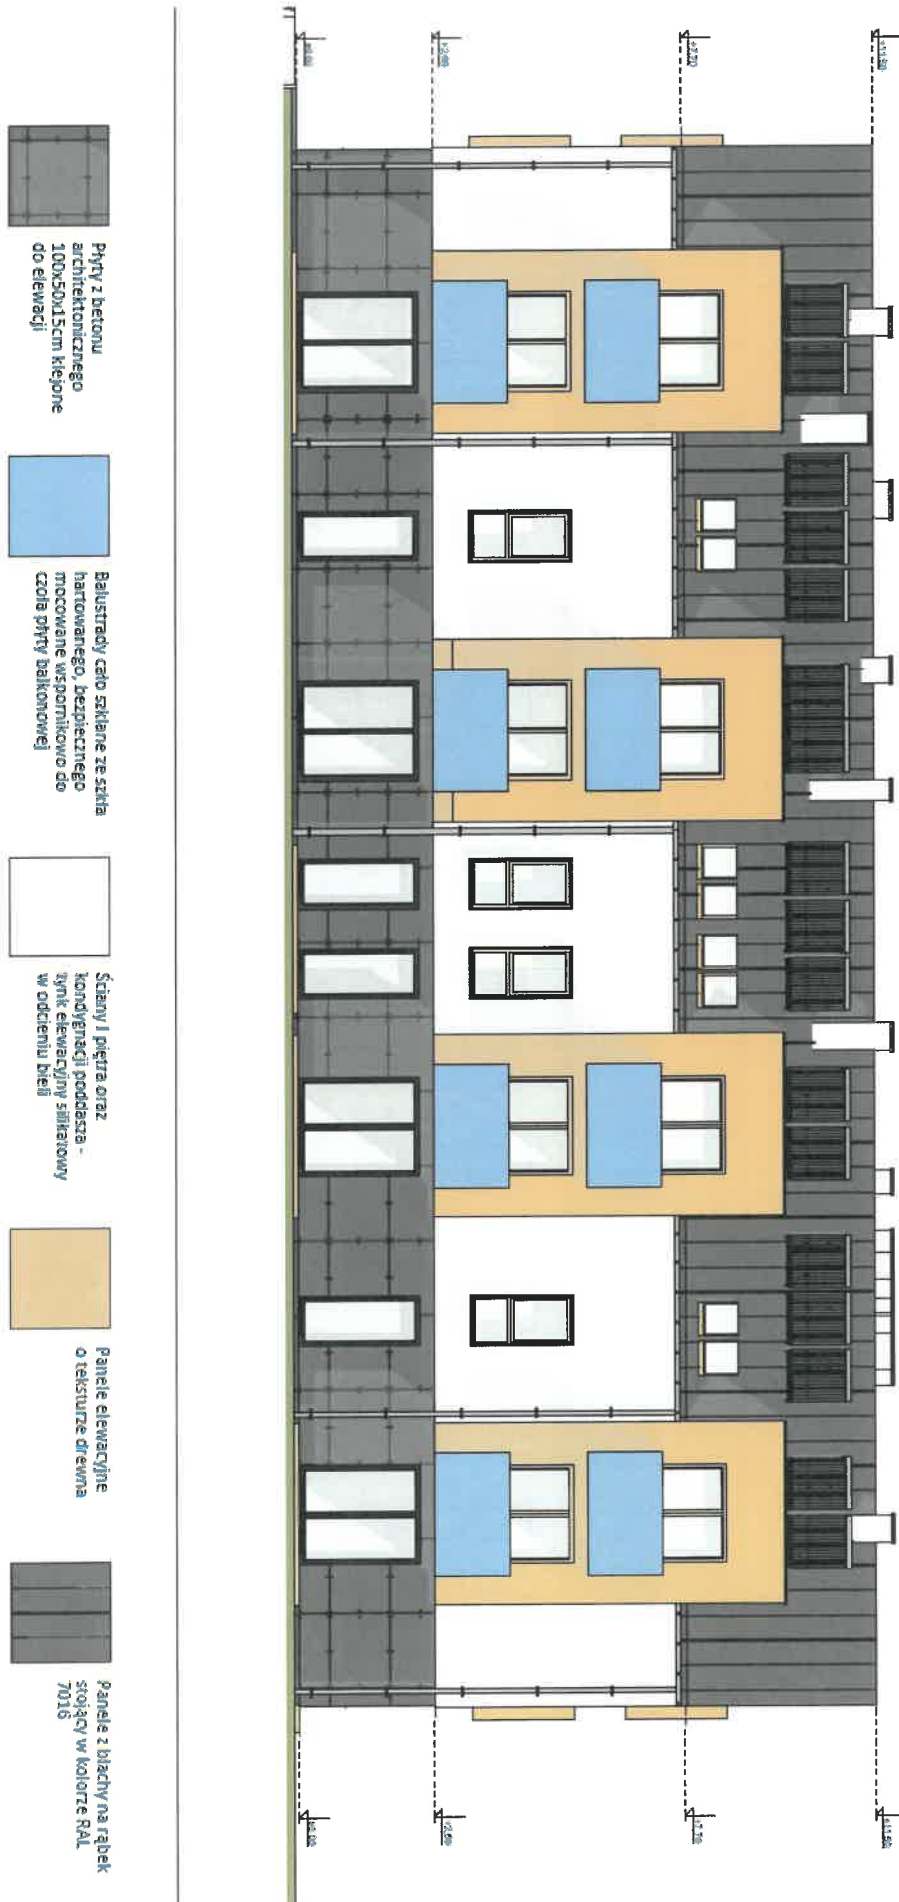 +7,70
Płyty z betonu
architektonicznego
100x50x15cm klejone
do elewacji
Balustrady cało szklane ze szkła
hartowanego, bezpiecznego
mocowane wspornikowo do
czoła płyty balkonowej
Ściany I piętra oraz
kondygnacji poddasza -
tynk elewacyjny silikatowy
w odcieniu bieli
Panele elewacyjne
o teksturze drewna
Panele z blachy na rąbek
stojący w kolorze RAL
7016